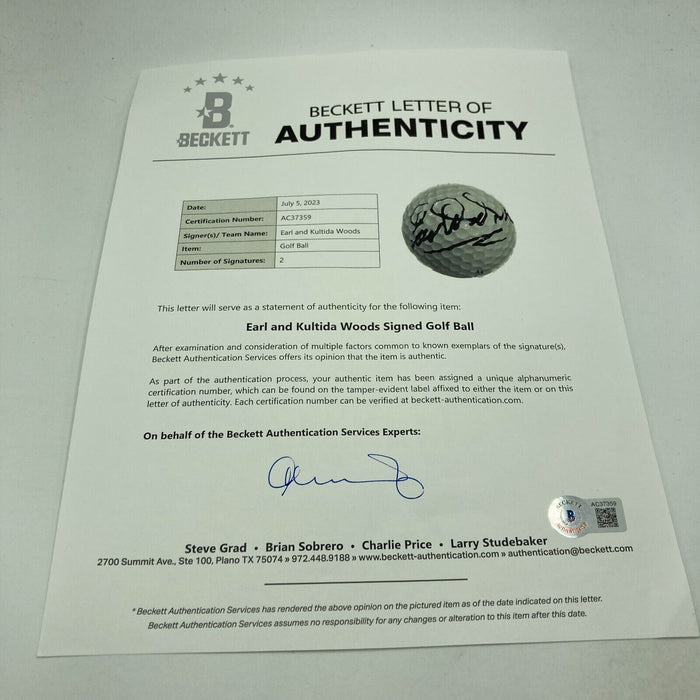 BECKETT
BECKETT LETTER OF
AUTHENTICITY
Date: July 5, 2023
Certification Number: AC37359
Signer(s)/ Team Name: Earl and Kultida Woods
Item: Golf Ball
Number of Signatures: 2
This letter will serve as a statement of authenticity for the following item:
Earl and Kultida Woods Signed Golf Ball
After examination and consideration of multiple factors common to known exemplars of the signature(s),
Beckett Authentication Services offers its opinion that the item is authentic.
As part of the authentication process, your authentic item has been assigned a unique alphanumeric
certification number, which can be found on the tamper-evident label affixed to either the item or on this
letter of authenticity. Each certification number can be verified at beckett-authentication.com.
On behalf of the Beckett Authentication Services Experts:
BECKETT
B
AC37359
Steve Grad • Brian Sobrero • Charlie Price • Larry Studebaker
2700 Summit Ave., Ste 100, Plano TX 75074 » 972.448.9188 » www.beckett-authentication.com » authentication@beckett.com
*Beckett Authentication Services has rendered the above opinion on the pictured item as of the date indicated on this letter.
Beckett Authentication Services assumes no responsibility for any changes or alteration to this item after this date.